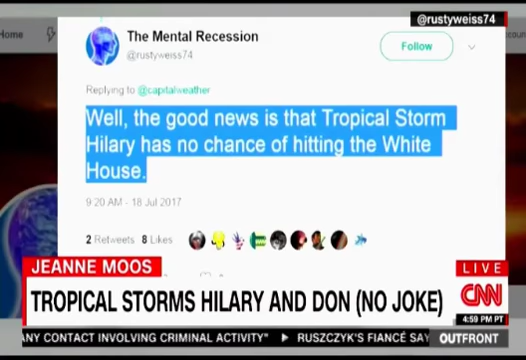 @rustyweiss74
Home
The Mental Recession
@rustyweiss74
Follow
Replying to @capitalweather
Well, the good news is that Tropical Storm
Hilary has no chance of hitting the White
House.
9:20 AM - 18 Jul 2017
2 Retweets 8 Likes
JEANNE MOOS
LIVE
TROPICAL STORMS HILARY AND DON (NO JOKE)
CNN
4:59 PM PT
NY CONTACT INVOLVING CRIMINAL ACTIVITY" ▶ RUSZCZYK'S FIANCÉ SAY
OUTFRONT